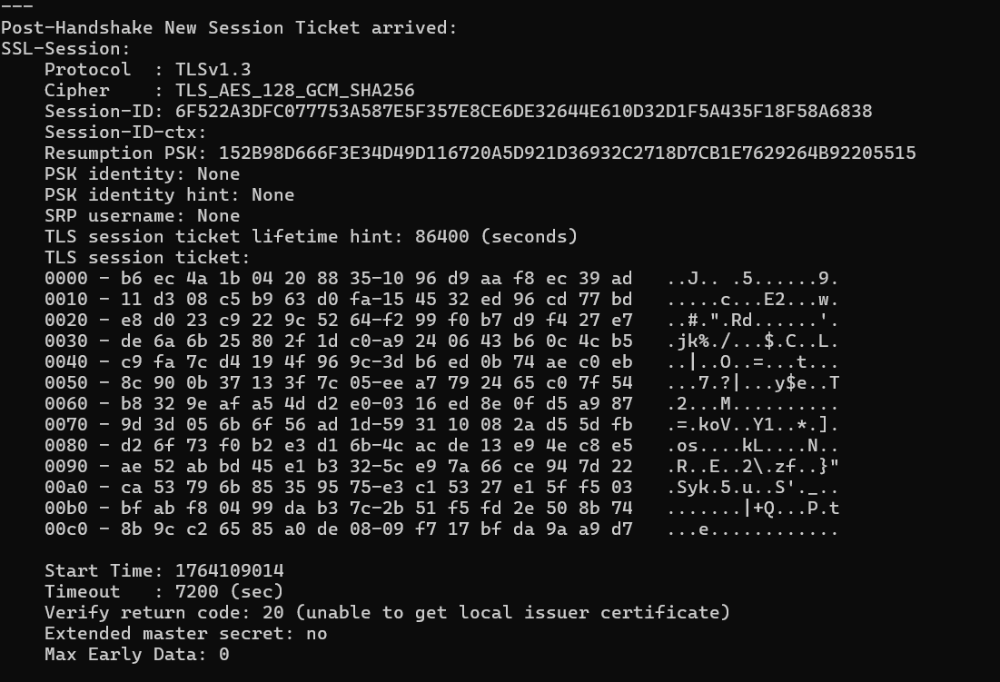 ---
Post-Handshake New Session Ticket arrived:
SSL-Session:
    Protocol  : TLSv1.3
    Cipher    : TLS_AES_128_GCM_SHA256
    Session-ID: 6F522A3DFC077753A587E5F357E8CE6DE32644E610D32D1F5A435F18F58A6838
    Session-ID-ctx:
    Resumption PSK: 152B98D666F3E34D49D116720A5D921D36932C2718D7CB1E7629264B92205515
    PSK identity: None
    PSK identity hint: None
    SRP username: None
    TLS session ticket lifetime hint: 86400 (seconds)
    TLS session ticket:
    0000 - b6 ec 4a 1b 04 20 88 35-10 96 d9 aa f8 ec 39 ad   ..J.. .5......9.
    0010 - 11 d3 08 c5 b9 63 d0 fa-15 45 32 ed 96 cd 77 bd   .....c...E2...w.
    0020 - e8 d0 23 c9 22 9c 52 64-f2 99 f0 b7 d9 f4 27 e7   ..#.".Rd......'.
    0030 - de 6a 6b 25 80 2f 1d c0-a9 24 06 43 b6 0c 4c b5   .jk%./...$.C..L.
    0040 - c9 fa 7c d4 19 4f 96 9c-3d b6 ed 0b 74 ae c0 eb   ..|..O..=...t...
    0050 - 8c 90 0b 37 13 3f 7c 05-ee a7 79 24 65 c0 7f 54   ...7.?|...y$e..T
    0060 - b8 32 9e af a5 4d d2 e0-03 16 ed 8e 0f d5 a9 87   .2...M..........
    0070 - 9d 3d 05 6b 6f 56 ad 1d-59 31 10 08 2a d5 5d fb   .=.koV..Y1..*.].
    0080 - d2 6f 73 f0 b2 e3 d1 6b-4c ac de 13 e9 4e c8 e5   .os....kL....N..
    0090 - ae 52 ab bd 45 e1 b3 32-5c e9 7a 66 ce 94 7d 22   .R..E..2\.zf..}"
    00a0 - ca 53 79 6b 85 35 95 75-e3 c1 53 27 e1 5f f5 03   .Syk.5.u..S'._..
    00b0 - bf ab f8 04 99 da b3 7c-2b 51 f5 fd 2e 50 8b 74   .......|+Q...P.t
    00c0 - 8b 9c c2 65 85 a0 de 08-09 f7 17 bf da 9a a9 d7   ...e............

    Start Time: 1764109014
    Timeout   : 7200 (sec)
    Verify return code: 20 (unable to get local issuer certificate)
    Extended master secret: no
    Max Early Data: 0